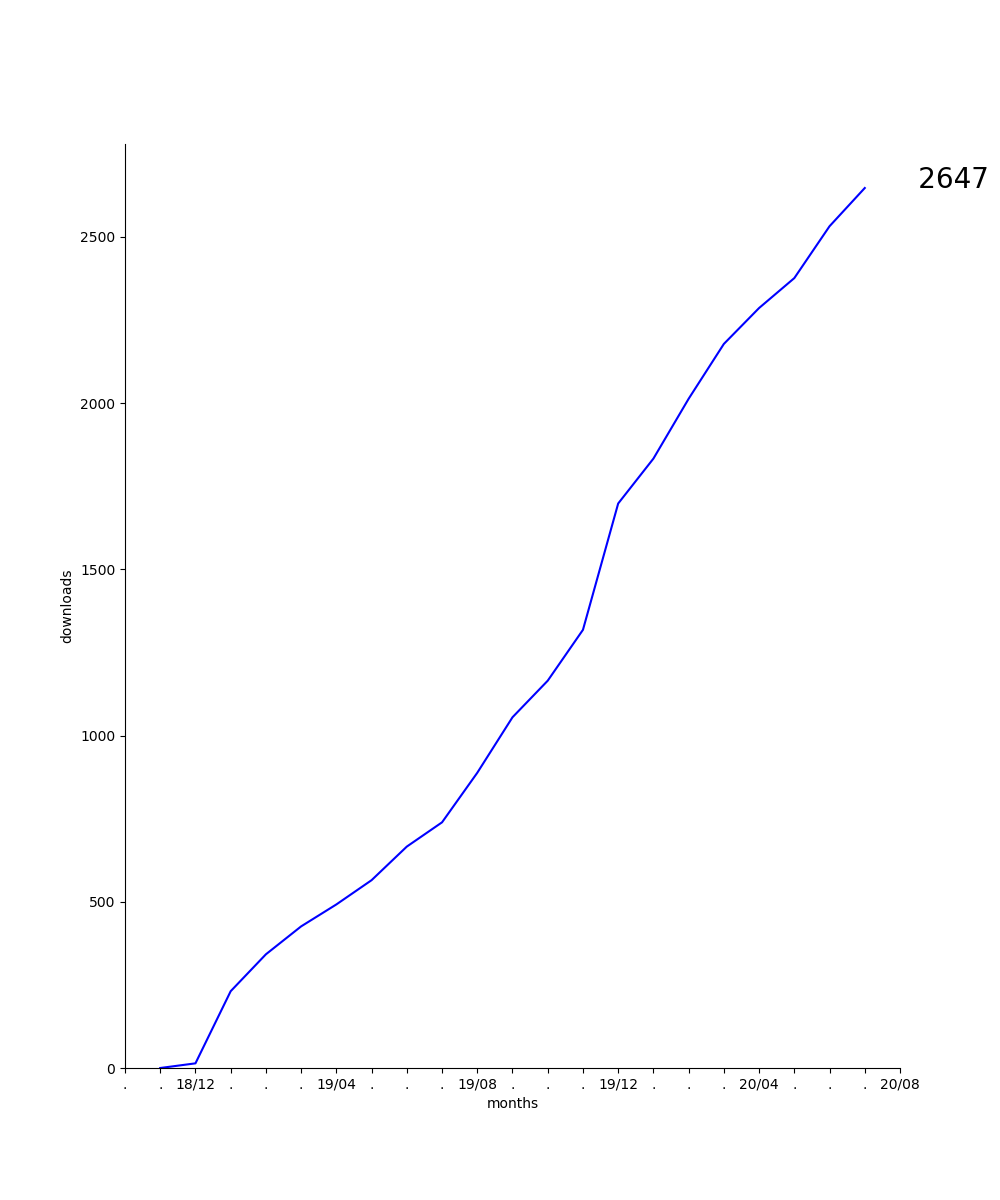 2647
2500
2000
1500
1000
500
0
downloads
. . 18/12 . . . 19/04 . . . 19/08 . . . 19/12 . . . 20/04 . . . 20/08
months